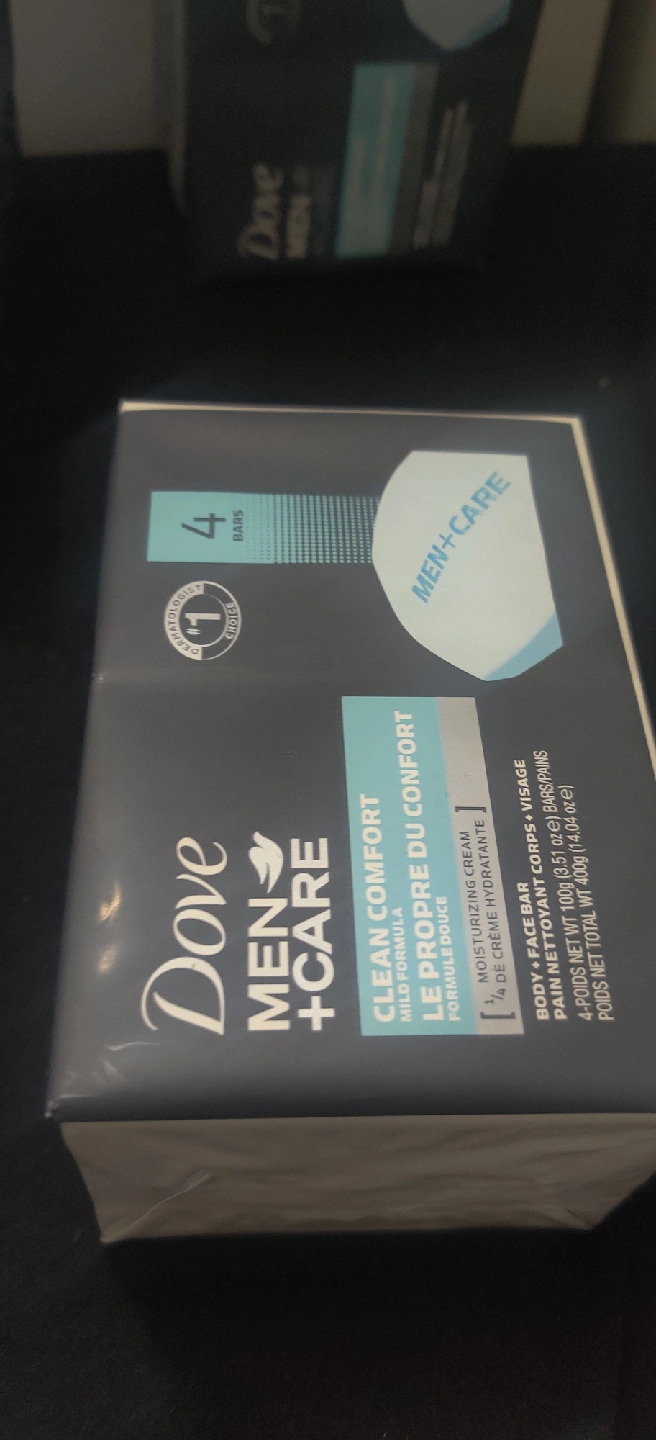 Dove
MEN
+CARE
CLEAN COMFORT
MILD FORMULA
LE PROPRE DU CONFORT
FORMULE DOUCE
[ 1/4 MOISTURIZING CREAM
DE CRÈME HYDRATANTE ]
BODY + FACE BAR
PAIN NETTOYANT CORPS + VISAGE
4-POIDS NET WT 100g (3.51 oz e) BARS/PAINS
POIDS NET TOTAL WT 400g (14.04 oz e)
DERMATOLOGIST
#1
CHOICE
4
BARS
MEN+CARE
Dove
MEN